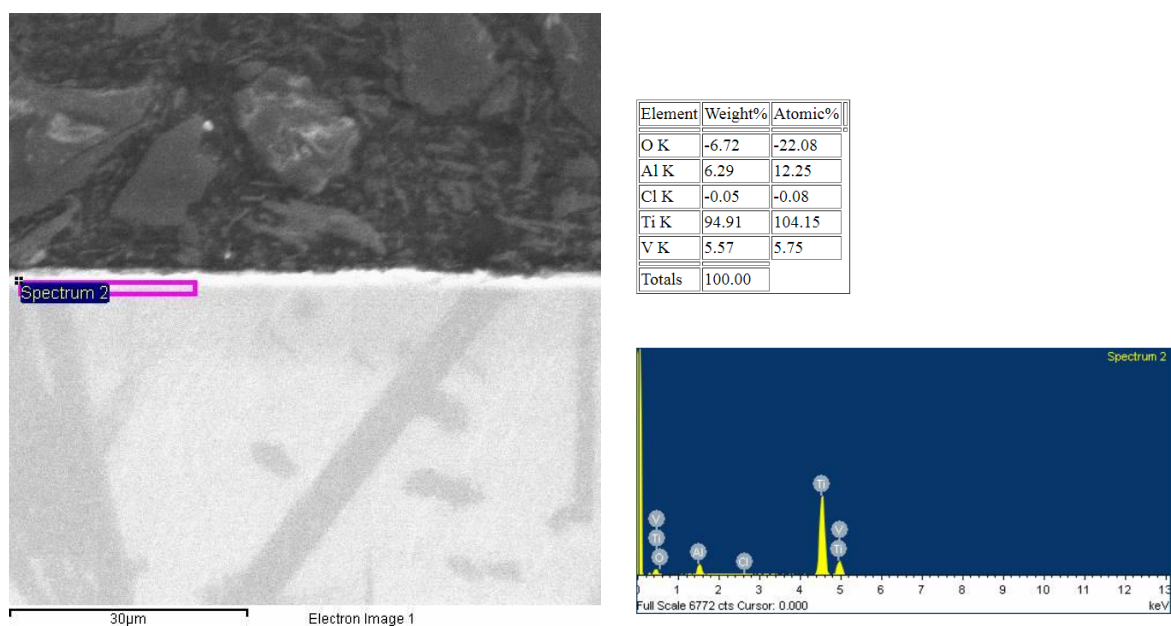 Spectrum 2
30µm
Electron Image 1
Element Weight% Atomic%
O K -6.72 -22.08
Al K 6.29 12.25
Cl K -0.05 -0.08
Ti K 94.91 104.15
V K 5.57 5.75
Totals 100.00
Spectrum 2
Ti
V
V
Ti
Al
O
Cl
Ti
0 1 2 3 4 5 6 7 8 9 10 11 12 13
Full Scale 6772 cts Cursor: 0.000 keV